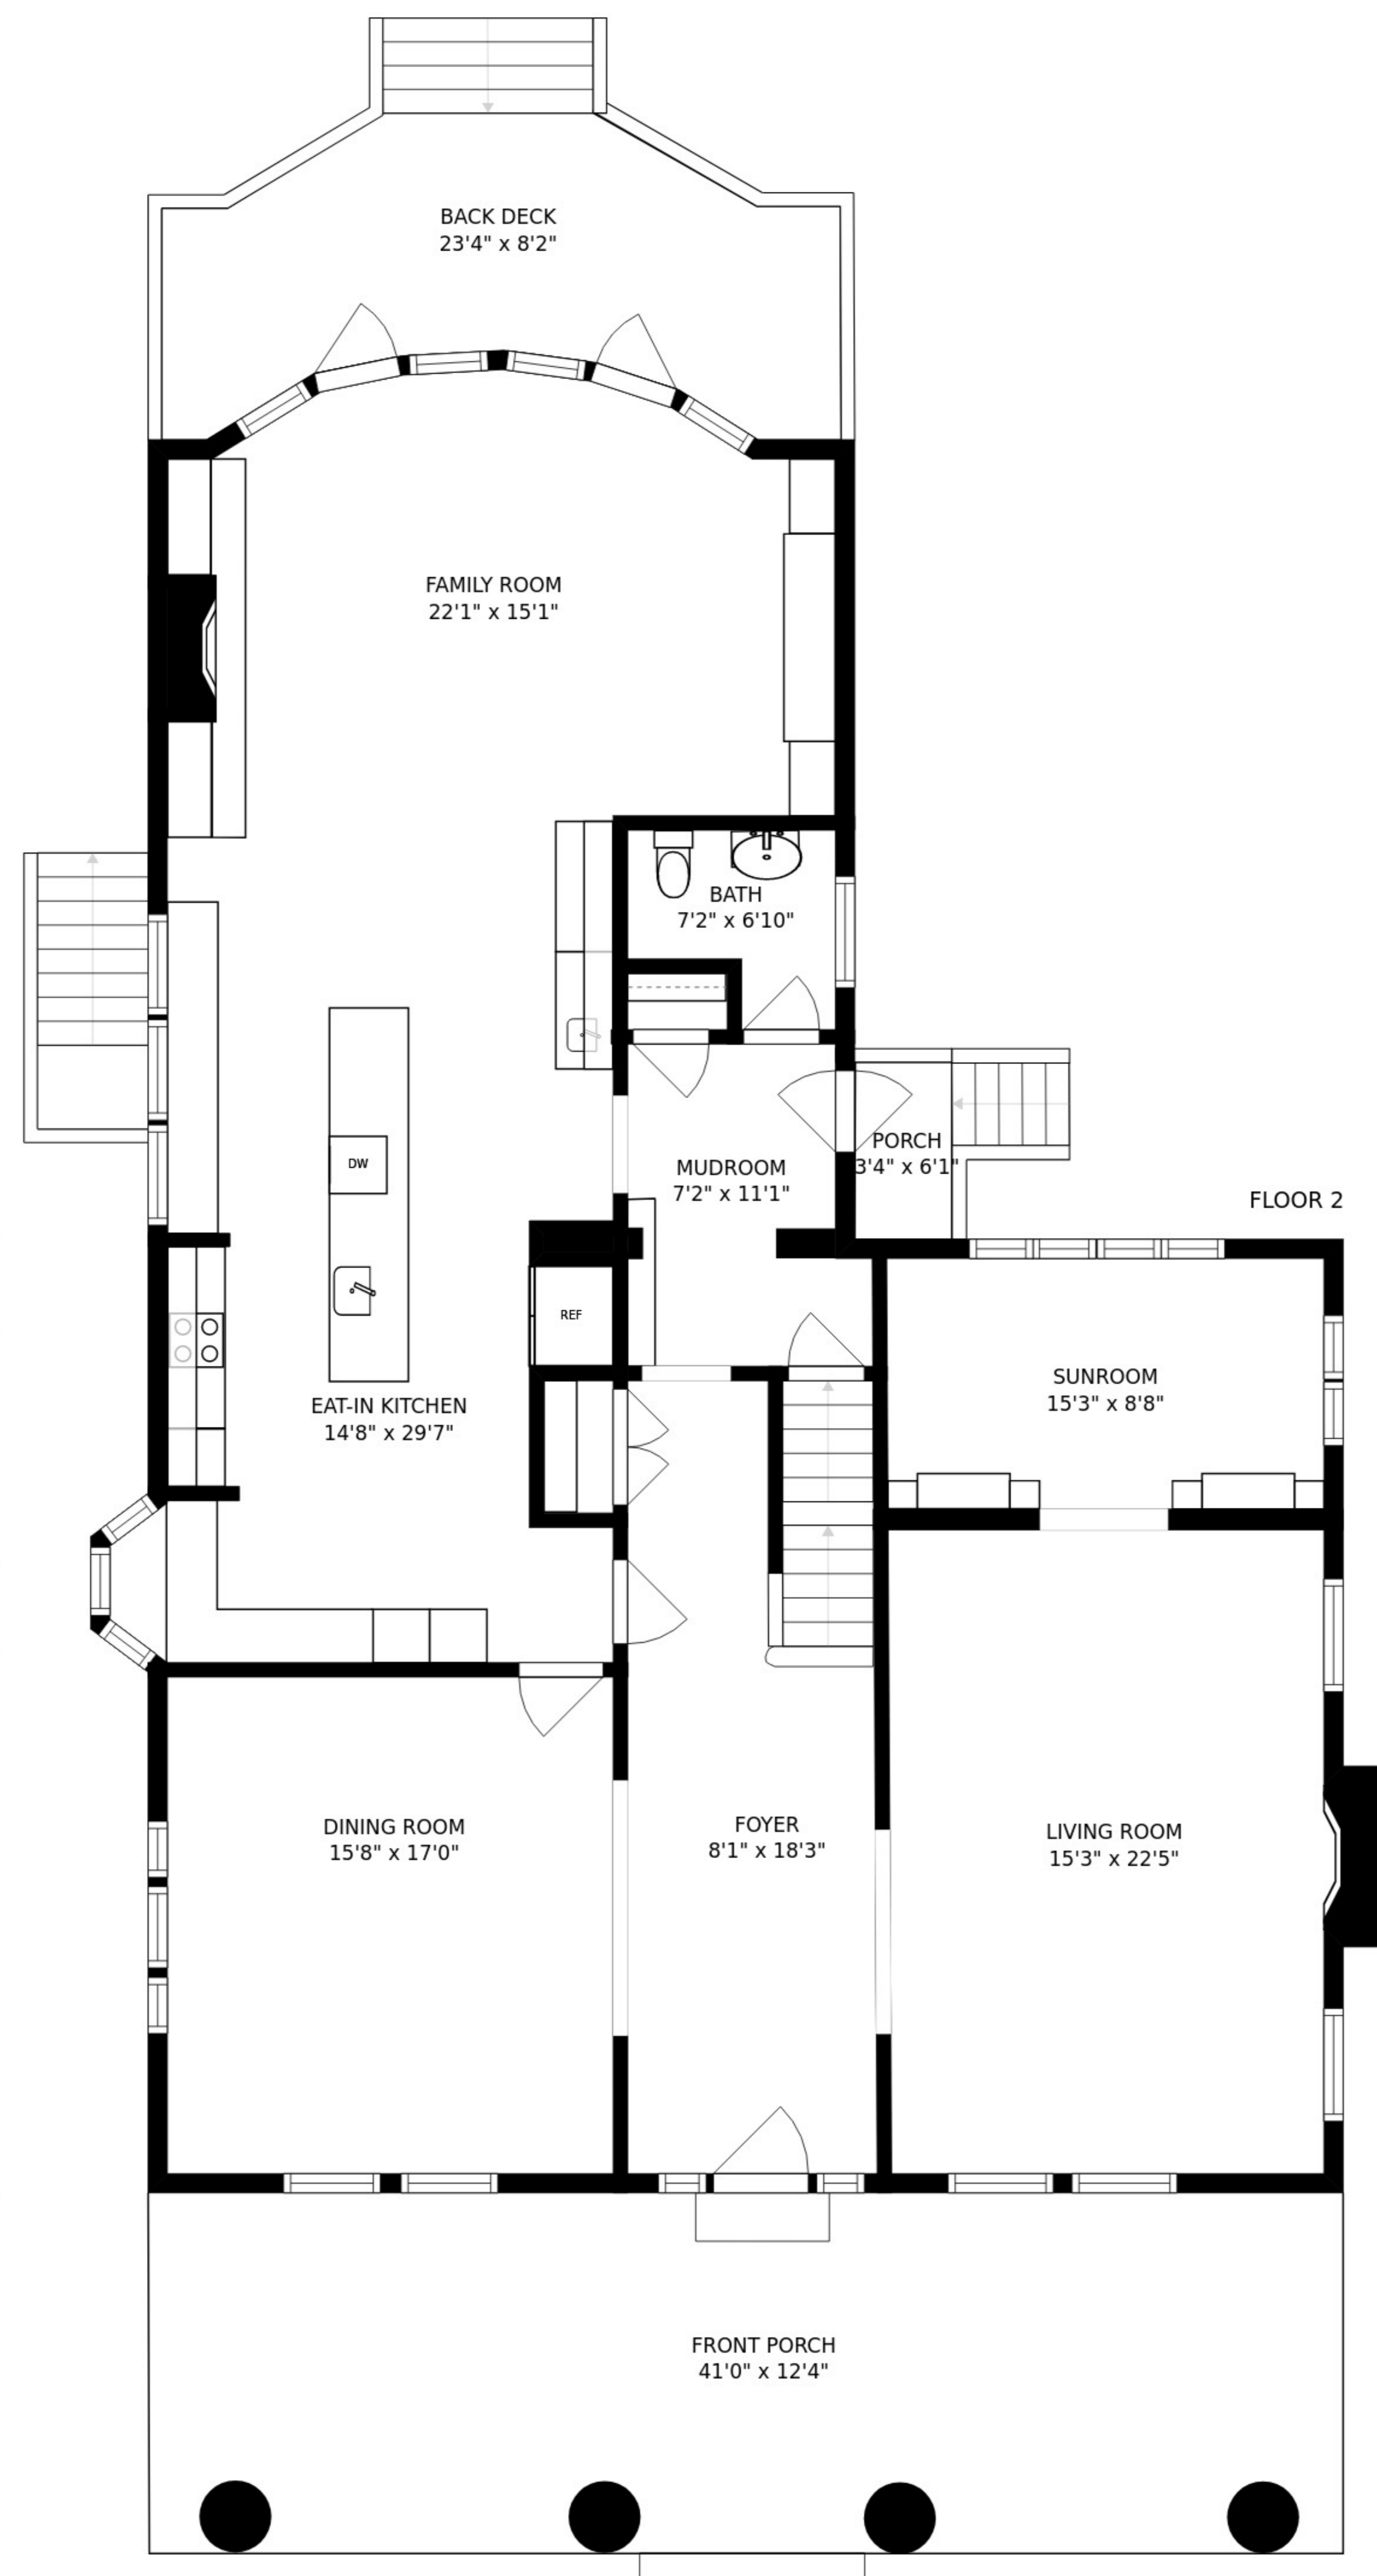 BACK DECK
23'4" x 8'2"
FAMILY ROOM
22'1" x 15'1"
BATH
7'2" x 6'10"
PORCH
3'4" x 6'1"
DW
MUDROOM
7'2" x 11'1"
FLOOR 2
REF
SUNROOM
15'3" x 8'8"
EAT-IN KITCHEN
14'8" x 29'7"
DINING ROOM
15'8" x 17'0"
FOYER
8'1" x 18'3"
LIVING ROOM
15'3" x 22'5"
FRONT PORCH
41'0" x 12'4"